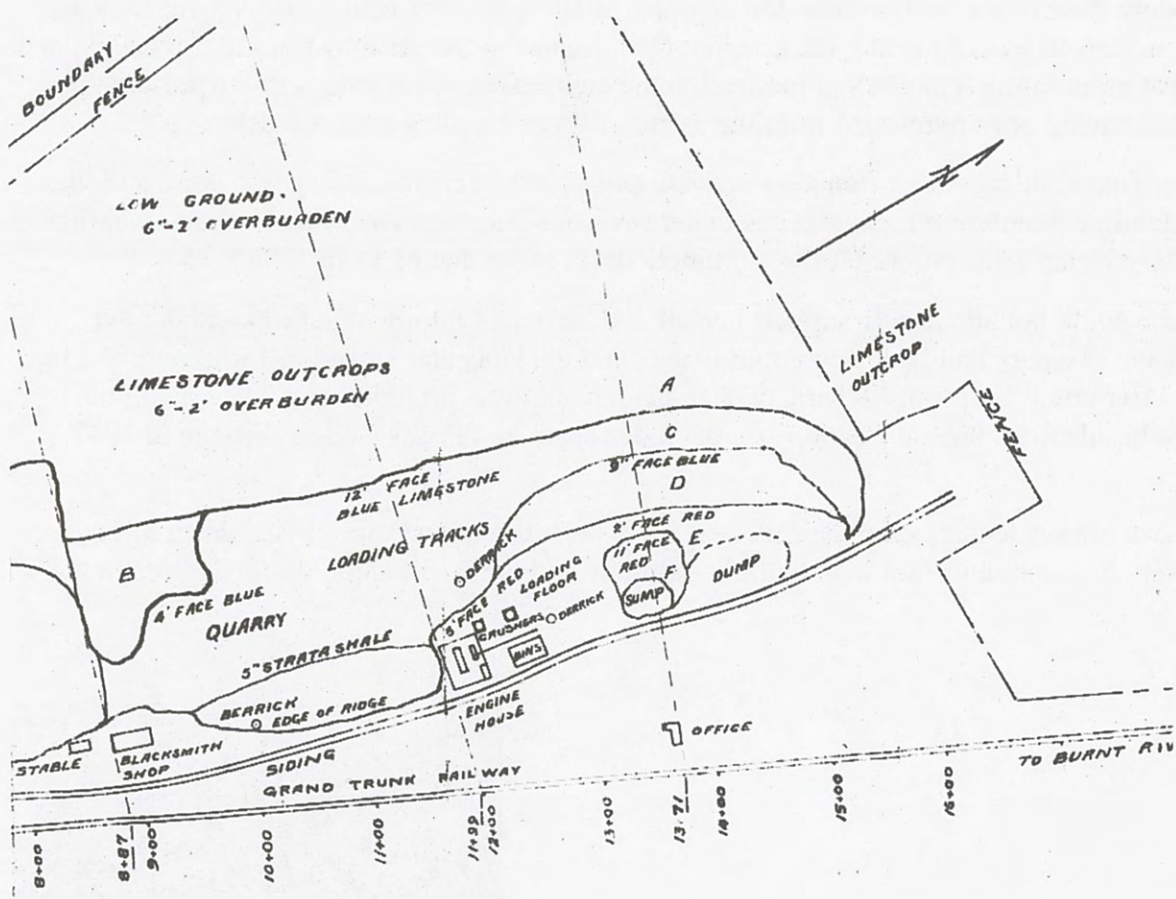 BOUNDARY
FENCE
LOW GROUND.
6"-2' OVERBURDEN
N
LIMESTONE OUTCROPS
6"-2' OVERBURDEN
LIMESTONE
OUTCROP
FENCE
A
C
9" FACE BLUE
D
12' FACE
BLUE LIMESTONE
LOADING TRACKS
DERRICK
2' FACE RED
11' FACE
RED
E
F
SUMP
DUMP
B
4' FACE BLUE
QUARRY
FACE RED
LOADING
FLOOR
CRUSHERS
DERRICK
BINS
5" STRATA SHALE
BERRICK
EDGE OF RIDGE
ENGINE
HOUSE
OFFICE
STABLE
BLACKSMITH
SHOP
SIDING
GRAND TRUNK RAILWAY
TO BURNT
8+00
8+87
9+00
10+00
11+00
11+99
12+00
13+00
13.71
14+00
15+00
16+00